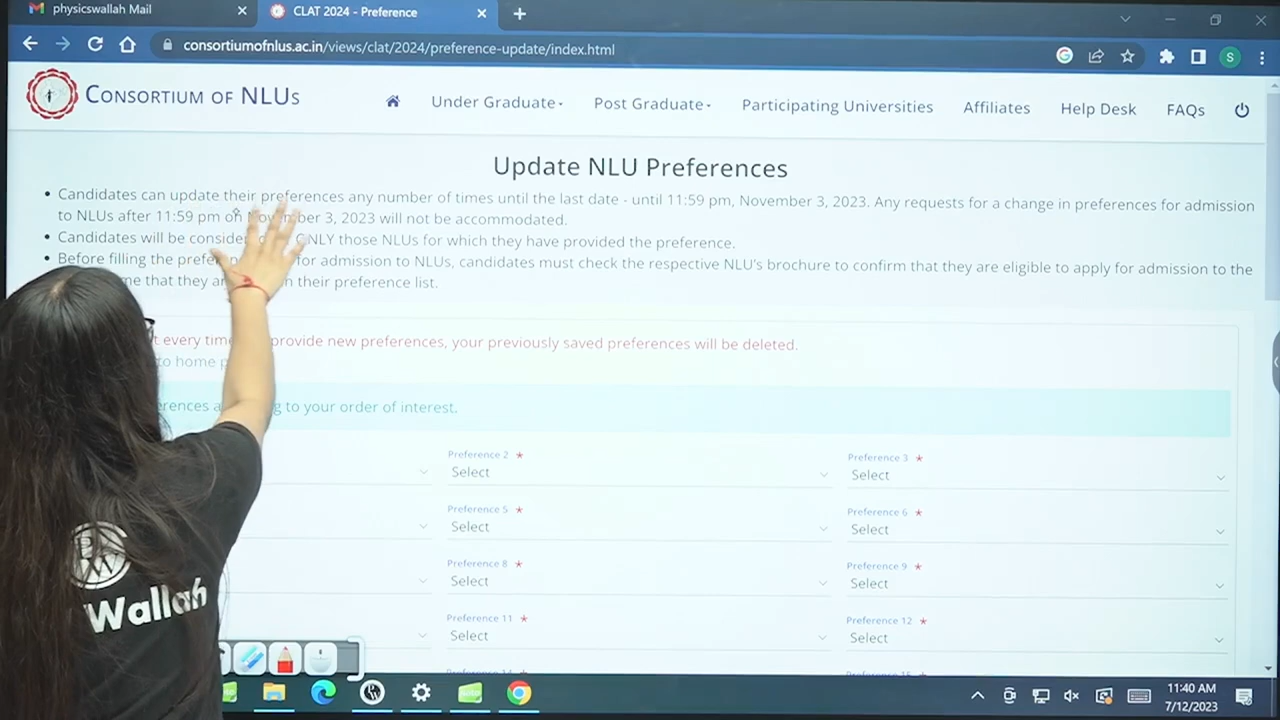 physicswallah Mail
CLAT 2024 - Preference
consortiumofnlus.ac.in/views/clat/2024/preference-update/index.html
S
CONSORTIUM OF NLUS
Under Graduate
Post Graduate
Participating Universities
Affiliates
Help Desk
FAQs
Update NLU Preferences
Candidates can update their preferences any number of times until the last date - until 11:59 pm, November 3, 2023. Any requests for a change in preferences for admission
to NLUs after 11:59 pm on November 3, 2023 will not be accommodated.
Candidates will be ONLY those NLUs for which they have provided the preference.
Before filling the for admission to NLUs, candidates must check the respective NLU's brochure to confirm that they are eligible to apply for admission to the
that they their preference list.
every provide new preferences, your previously saved preferences will be deleted.
to home
to your order of interest.
Preference 2 *
Select
Preference 3 *
Select
Preference 5 *
Select
Preference 6 *
Select
Preference 8 *
Select
Preference 9 *
Select
Preference 11 *
Select
Preference 12 *
Select
PW
Wallah
11:40 AM
7/12/2023